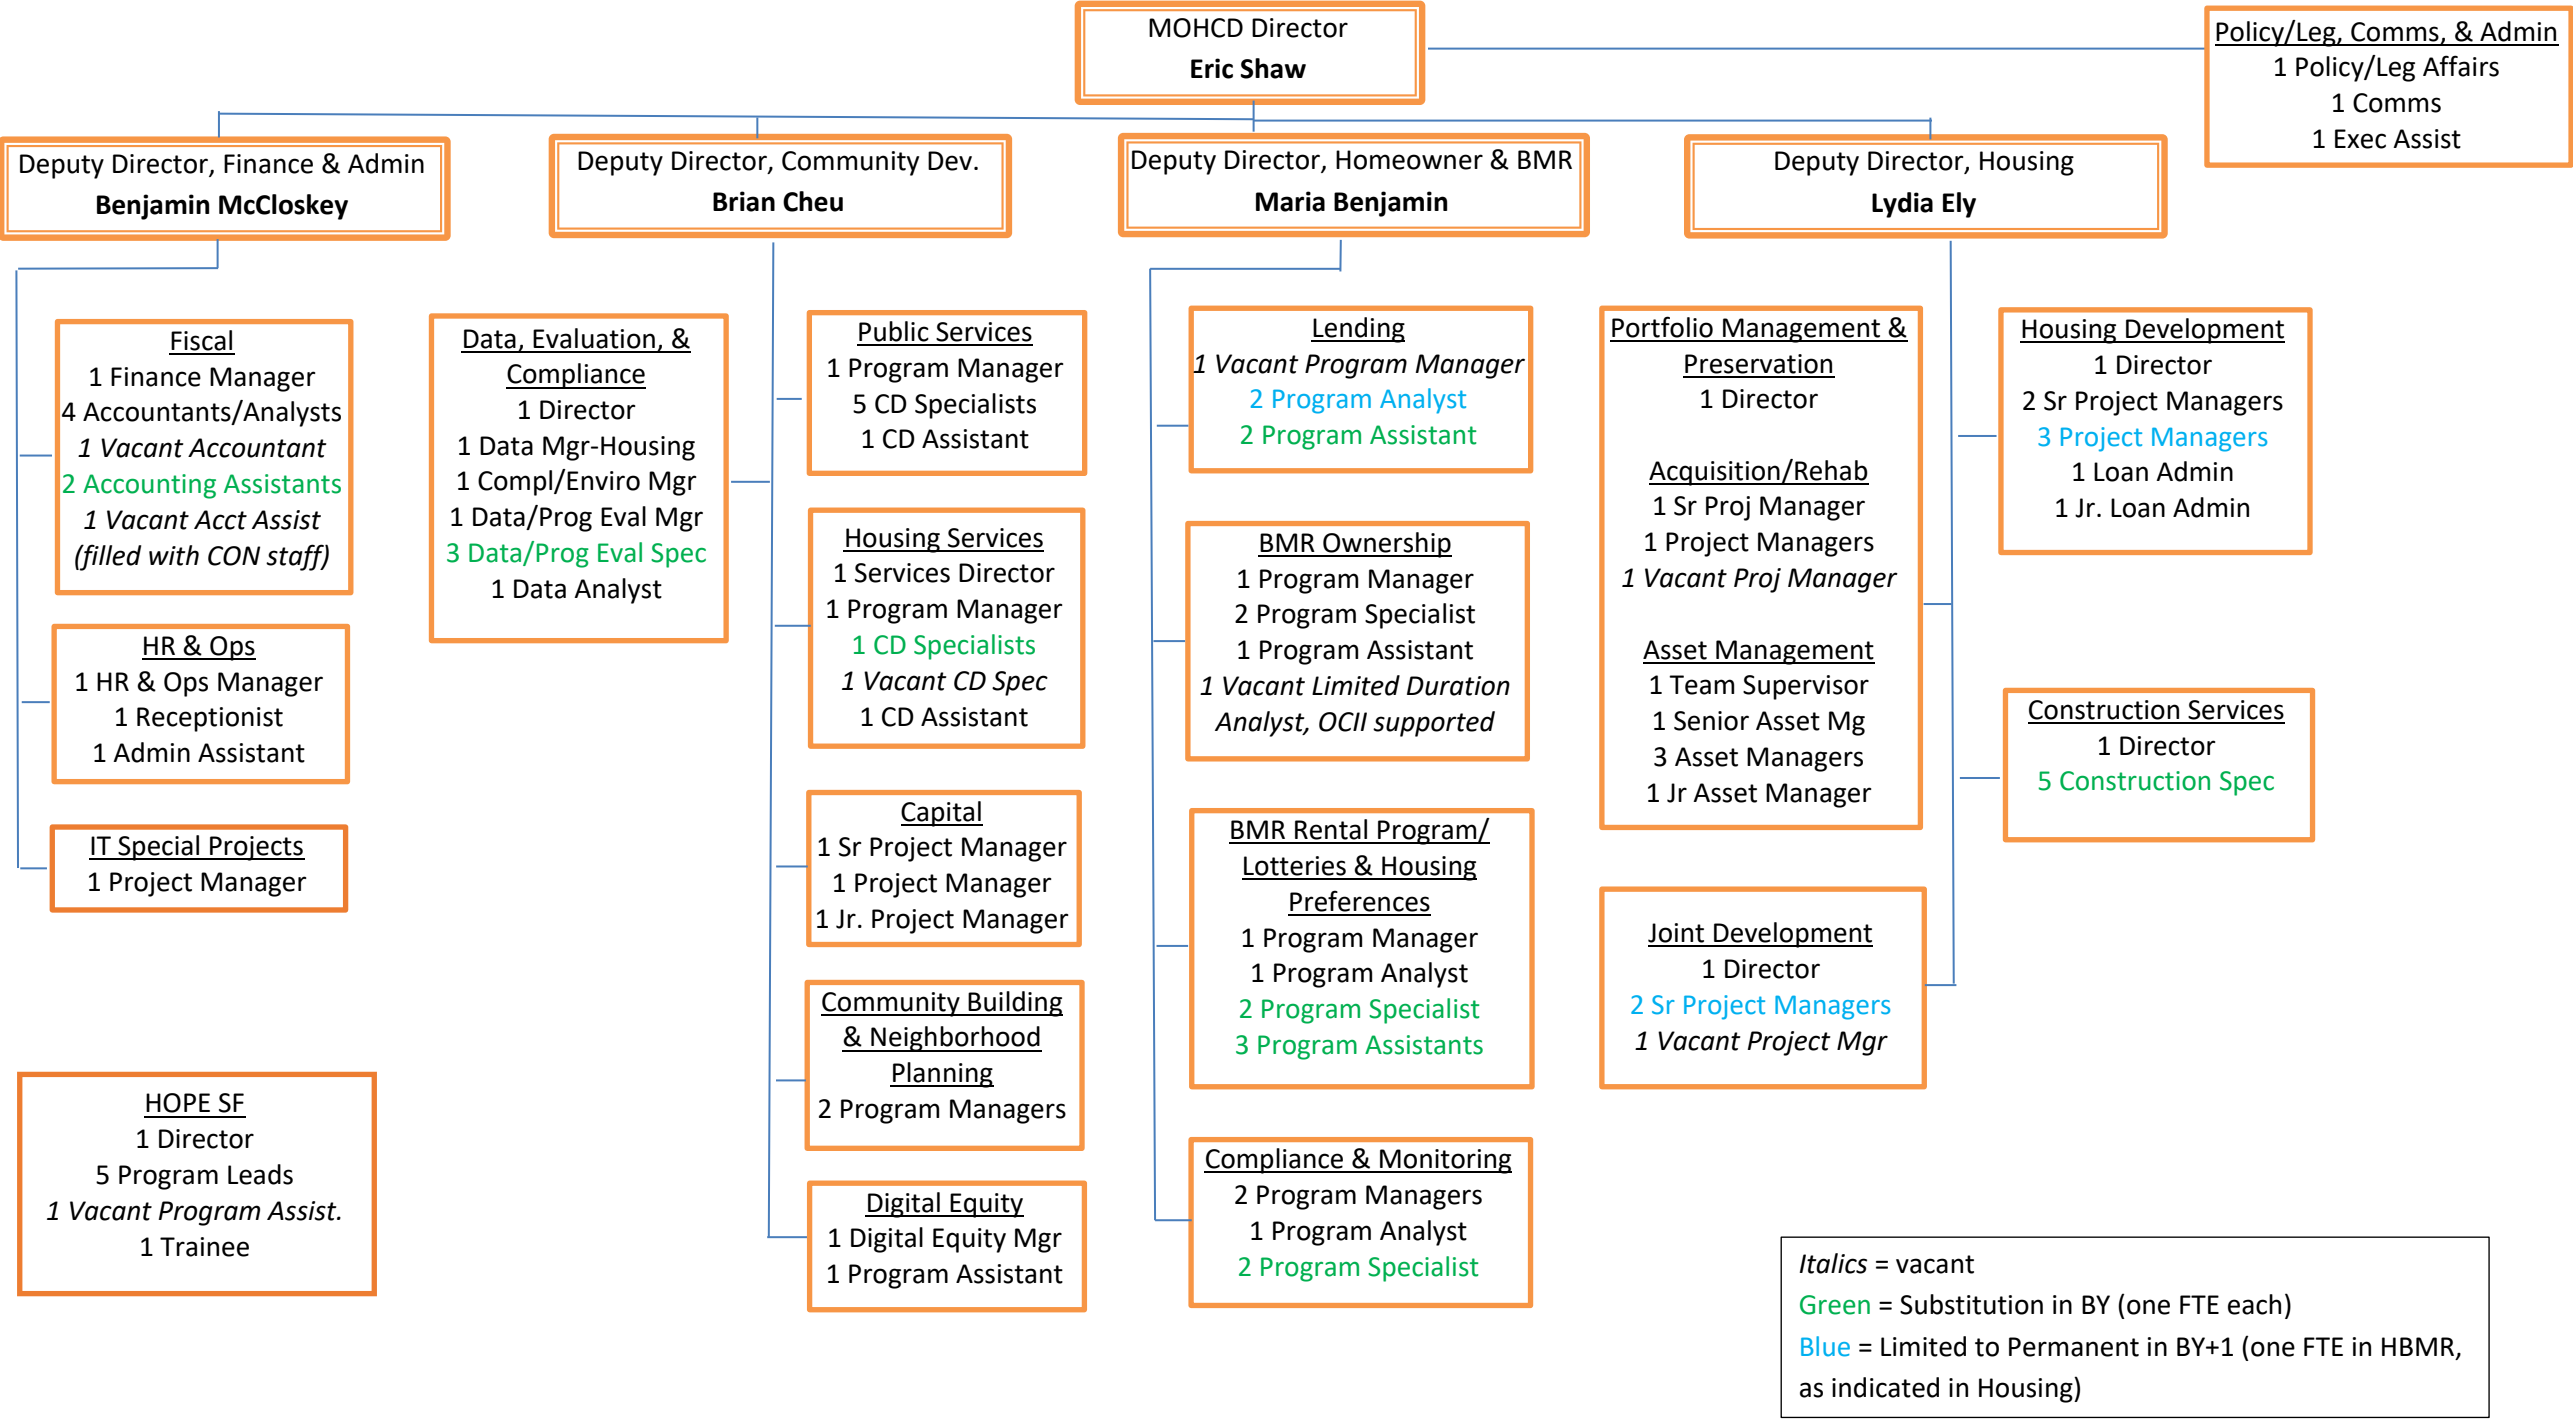 MOHCD Director
Eric Shaw
Policy/Leg, Comms, & Admin
1 Policy/Leg Affairs
1 Comms
1 Exec Assist
Deputy Director, Finance & Admin
Benjamin McCloskey
Deputy Director, Community Dev.
Brian Cheu
Deputy Director, Homeowner & BMR
Maria Benjamin
Deputy Director, Housing
Lydia Ely
Fiscal
1 Finance Manager
4 Accountants/Analysts
1 Vacant Accountant
2 Accounting Assistants
1 Vacant Acct Assist
(filled with CON staff)
HR & Ops
1 HR & Ops Manager
1 Receptionist
1 Admin Assistant
IT Special Projects
1 Project Manager
HOPE SF
1 Director
5 Program Leads
1 Vacant Program Assist.
1 Trainee
Data, Evaluation, &
Compliance
1 Director
1 Data Mgr-Housing
1 Compl/Enviro Mgr
1 Data/Prog Eval Mgr
3 Data/Prog Eval Spec
1 Data Analyst
Public Services
1 Program Manager
5 CD Specialists
1 CD Assistant
Housing Services
1 Services Director
1 Program Manager
1 CD Specialists
1 Vacant CD Spec
1 CD Assistant
Capital
1 Sr Project Manager
1 Project Manager
1 Jr. Project Manager
Community Building
& Neighborhood
Planning
2 Program Managers
Digital Equity
1 Digital Equity Mgr
1 Program Assistant
Lending
1 Vacant Program Manager
2 Program Analyst
2 Program Assistant
BMR Ownership
1 Program Manager
2 Program Specialist
1 Program Assistant
1 Vacant Limited Duration
Analyst, OCII supported
BMR Rental Program/
Lotteries & Housing
Preferences
1 Program Manager
1 Program Analyst
2 Program Specialist
3 Program Assistants
Compliance & Monitoring
2 Program Managers
1 Program Analyst
2 Program Specialist
Portfolio Management &
Preservation
1 Director
Acquisition/Rehab
1 Sr Proj Manager
1 Project Managers
1 Vacant Proj Manager
Asset Management
1 Team Supervisor
1 Senior Asset Mg
3 Asset Managers
1 Jr Asset Manager
Joint Development
1 Director
2 Sr Project Managers
1 Vacant Project Mgr
Housing Development
1 Director
2 Sr Project Managers
3 Project Managers
1 Loan Admin
1 Jr. Loan Admin
Construction Services
1 Director
5 Construction Spec
Italics = vacant
Green = Substitution in BY (one FTE each)
Blue = Limited to Permanent in BY+1 (one FTE in HBMR,
as indicated in Housing)